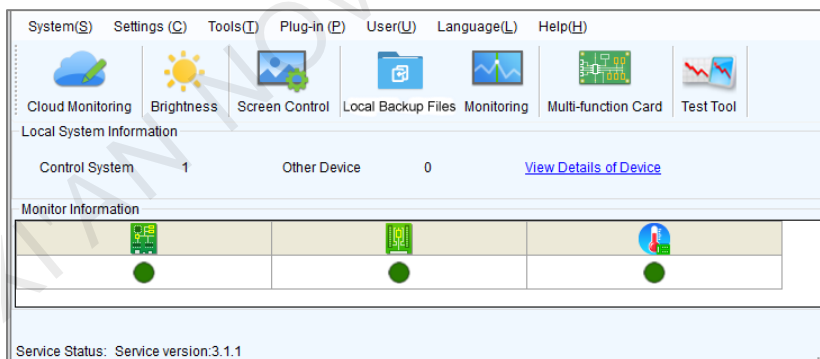 System(S) Settings (C) Tools(T) Plug-in (P) User(U) Language(L) Help(H)
Cloud Monitoring Brightness Screen Control Local Backup Files Monitoring Multi-function Card Test Tool
Local System Information
Control System 1 Other Device 0 View Details of Device
Monitor Information
Service Status: Service version:3.1.1